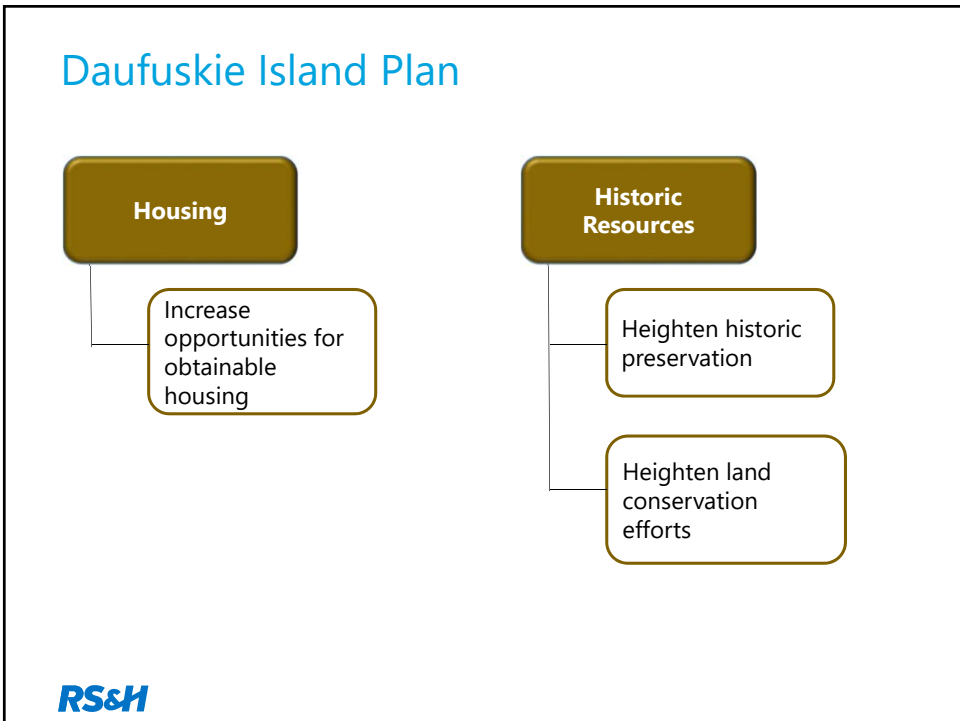 Daufuskie Island Plan
Housing
Increase
opportunities for
obtainable
housing
Historic
Resources
Heighten historic
preservation
Heighten land
conservation
efforts
RS&H